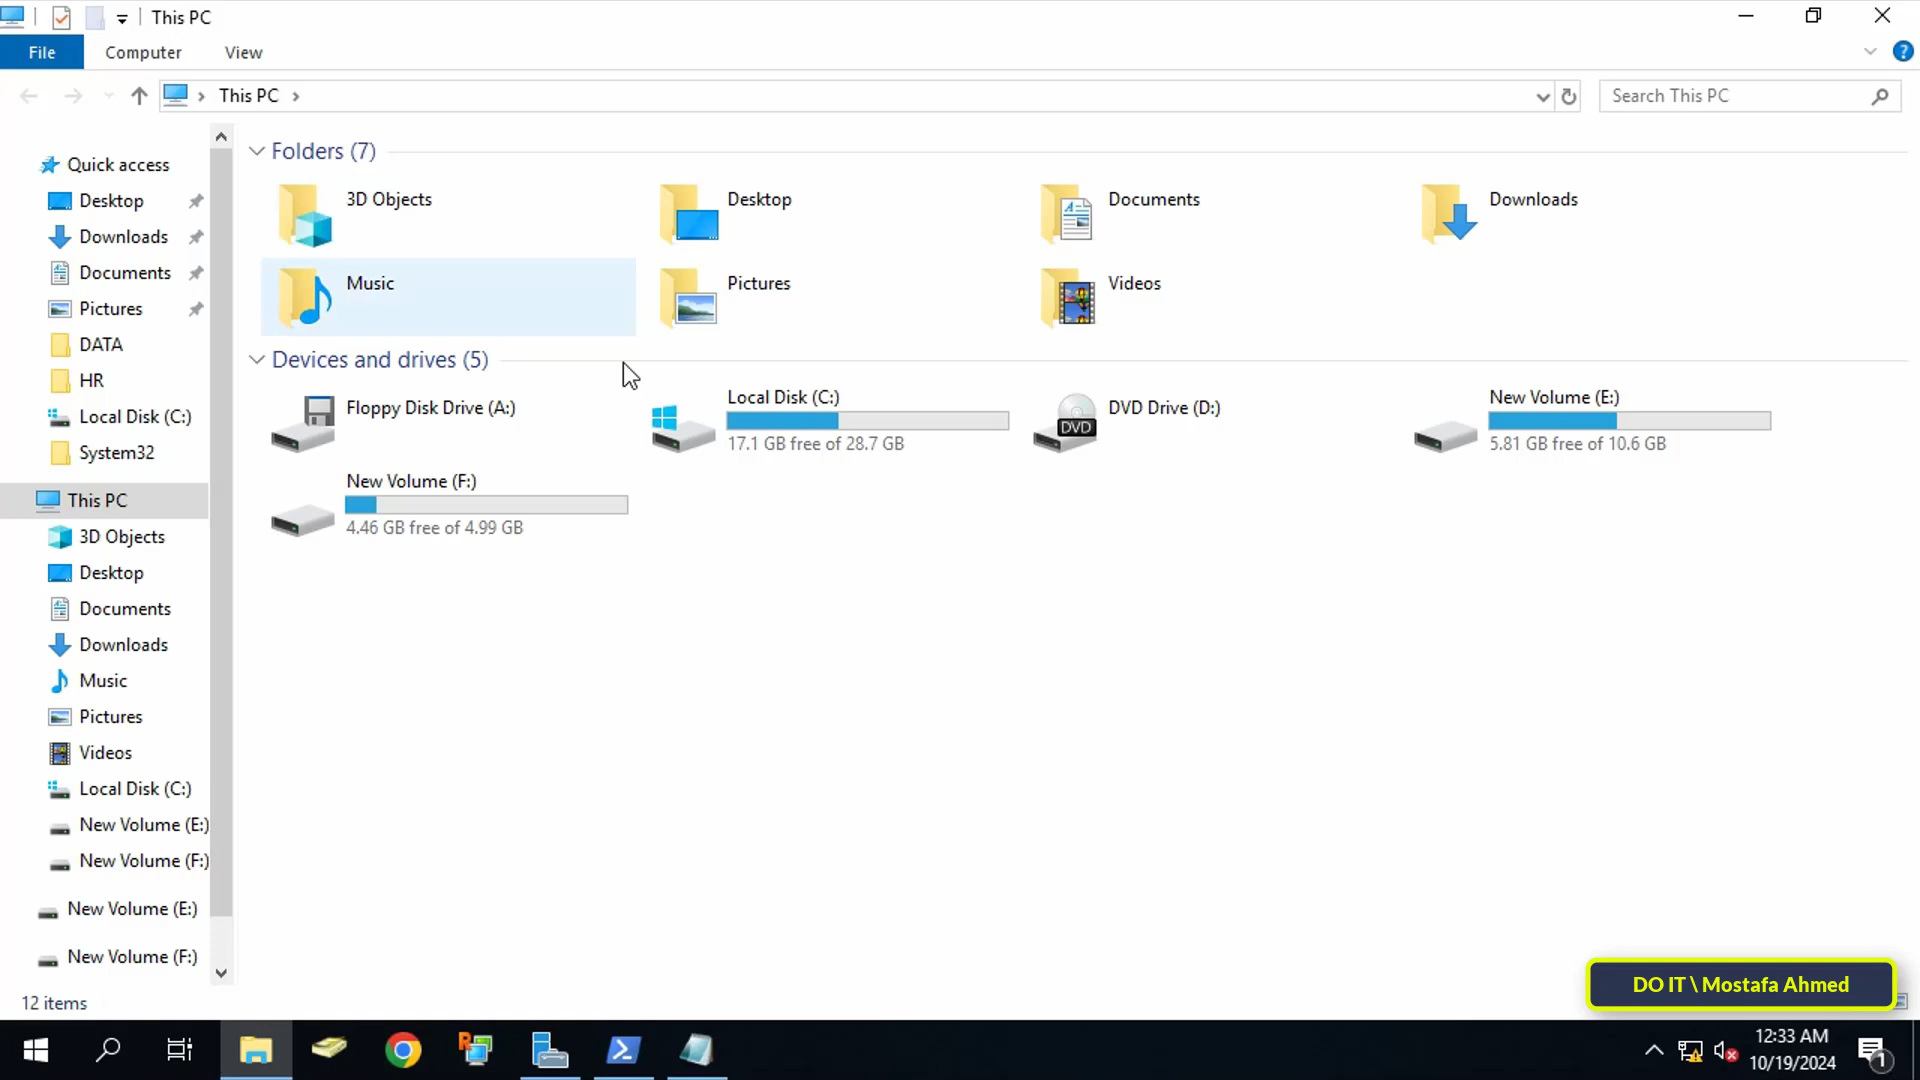 This PC
File Computer View
This PC
Search This PC
Quick access
Desktop
Downloads
Documents
Pictures
DATA
HR
Local Disk (C:)
System32
This PC
3D Objects
Desktop
Documents
Downloads
Music
Pictures
Videos
Local Disk (C:)
New Volume (E:)
New Volume (F:)
New Volume (E:)
New Volume (F:)
Folders (7)
3D Objects
Desktop
Documents
Downloads
Music
Pictures
Videos
Devices and drives (5)
Floppy Disk Drive (A:)
Local Disk (C:)
17.1 GB free of 28.7 GB
DVD Drive (D:)
DVD
New Volume (E:)
5.81 GB free of 10.6 GB
New Volume (F:)
4.46 GB free of 4.99 GB
12 items
DO IT \ Mostafa Ahmed
12:33 AM
10/19/2024
1